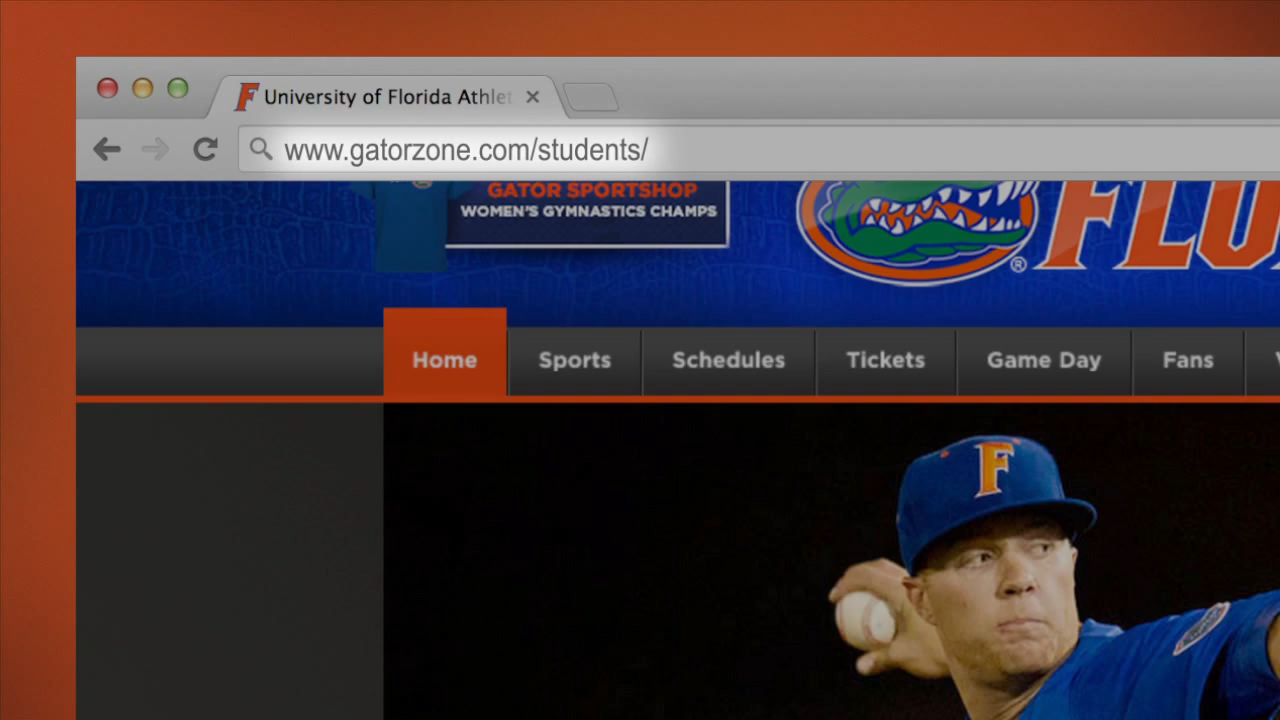 F University of Florida Athlet
www.gatorzone.com/students/
GATOR SPORTSHOP
WOMEN'S GYMNASTICS CHAMPS
®
Home
Sports
Schedules
Tickets
Game Day
Fans
F